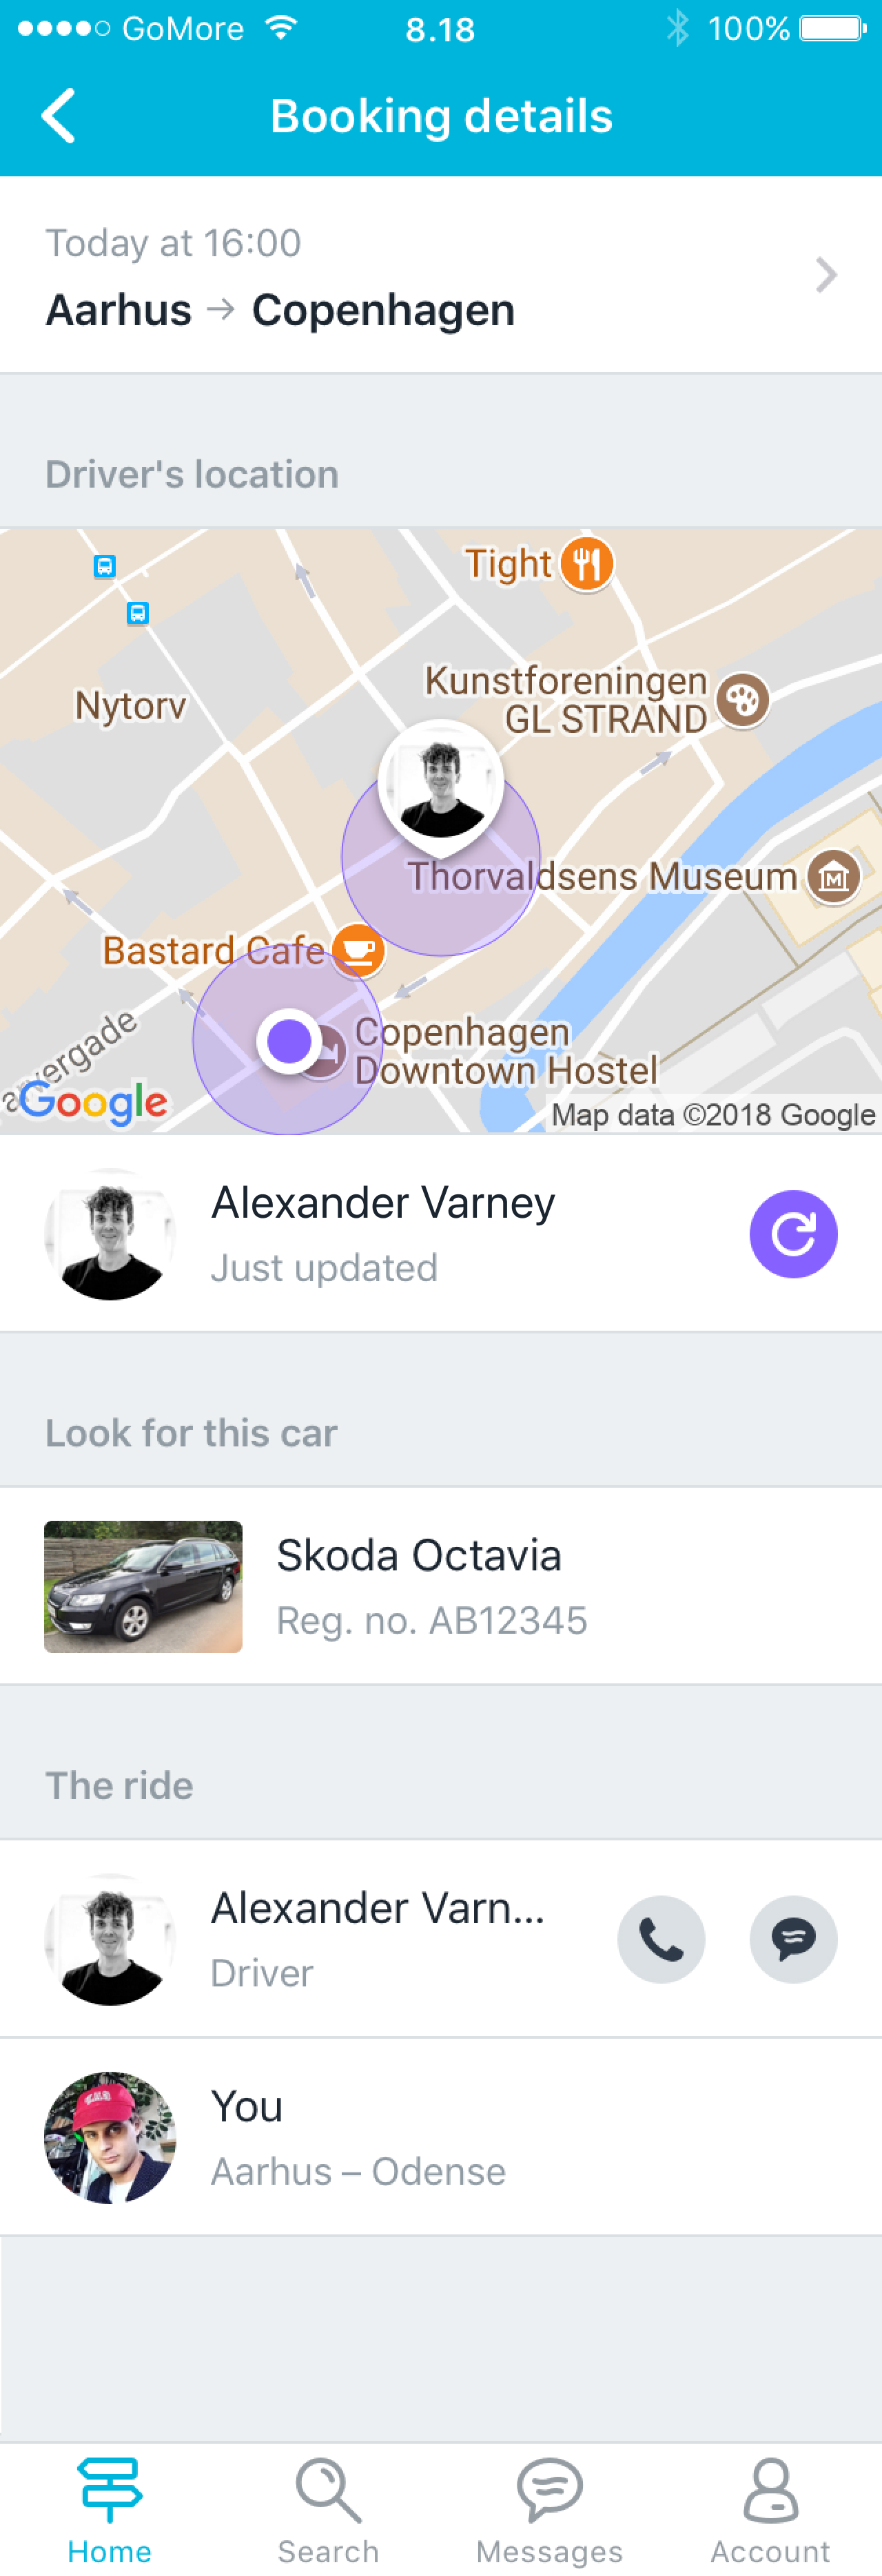 GoMore 8.18 100%
Booking details
Today at 16:00
Aarhus → Copenhagen
Driver's location
Tight
Kunstforeningen
GL STRAND
Nytorv
Thorvaldsens Museum
Bastard Cafe
Copenhagen
Downtown Hostel
Google
Map data ©2018 Google
Alexander Varney
Just updated
Look for this car
Skoda Octavia
Reg. no. AB12345
The ride
Alexander Varn...
Driver
You
Aarhus – Odense
Home Search Messages Account